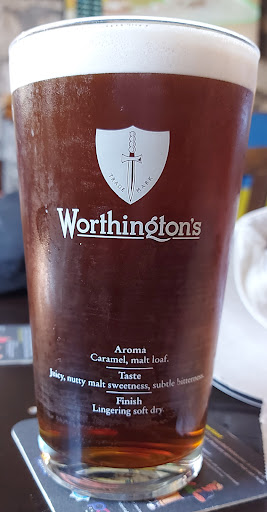 TRADE MARK
Worthington's
Aroma
Caramel, malt loaf.
Taste
Juicy, nutty malt sweetness, subtle bitterness.
Finish
Lingering soft dry.